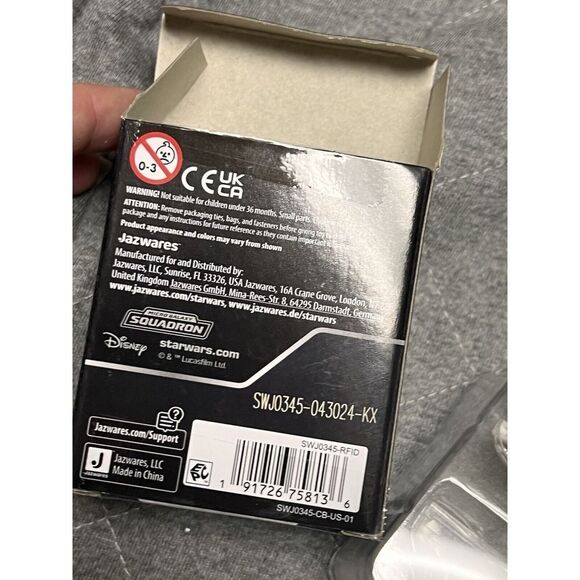 0-3
CE UK CA
WARNING! Not suitable for children under 36 months. Small parts.
ATTENTION: Remove packaging ties, bags, and fasteners before giving toy
package and any instructions for future reference as they contain important
Product appearance and colors may vary from shown
Jazwares
Manufactured for and Distributed by:
Jazwares, LLC, Sunrise, FL 33326, USA Jazwares, 16A Crane Grove, London,
United Kingdom Jazwares GmbH, Mina-Rees-Str. 8, 64295 Darmstadt, Germany
www.jazwares.com/starwars, www.jazwares.de/starwars
MICRO GALAXY
SQUADRON
Disney starwars.com
© & ™ Lucasfilm Ltd.
SWJ0345-043024-KX
?
Jazwares.com/Support
J
JAZWARES
Jazwares, LLC
Made in China
SWJ0345-RFID
1 91726 75813 6
SWJ0345-CB-US-01